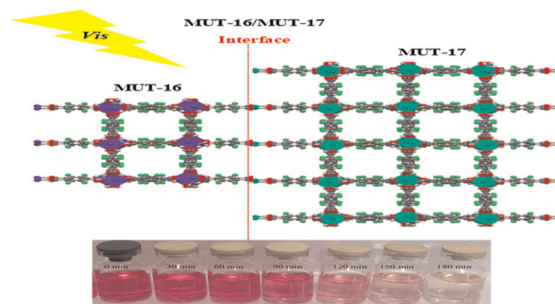 MUT-16/MUT-17
Interface
Vis
MUT-16
MUT-17
0 min
30 min
60 min
90 min
120 min
150 min
180 min